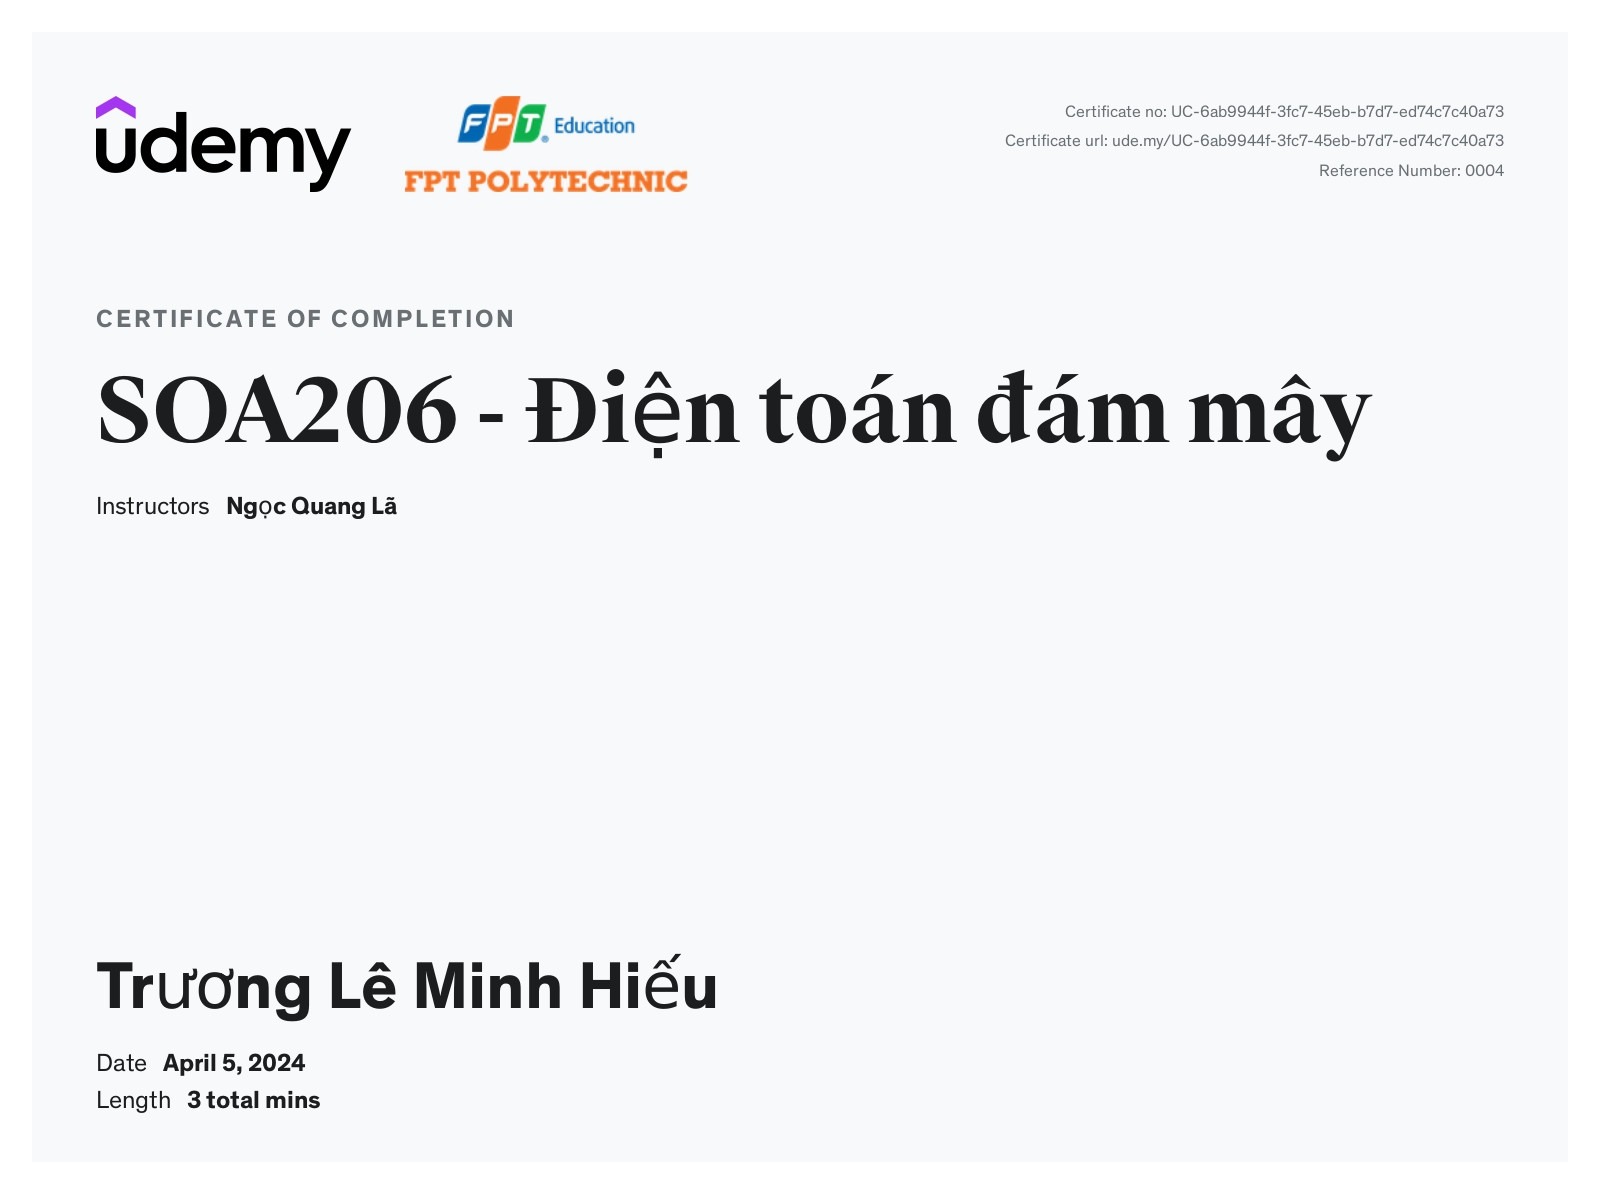 udemy
FPT Education
FPT POLYTECHNIC
Certificate no: UC-6ab9944f-3fc7-45eb-b7d7-ed74c7c40a73
Certificate url: ude.my/UC-6ab9944f-3fc7-45eb-b7d7-ed74c7c40a73
Reference Number: 0004
CERTIFICATE OF COMPLETION
SOA206 - Điện toán đám mây
Instructors Ngọc Quang Lã
Trương Lê Minh Hiếu
Date April 5, 2024
Length 3 total mins